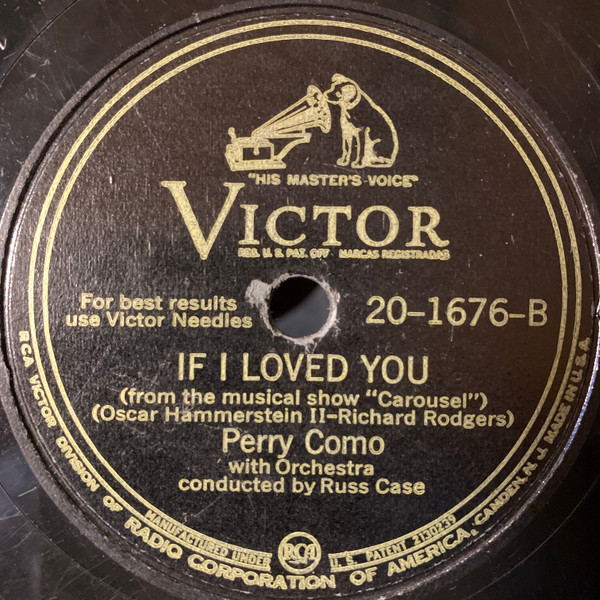 "HIS MASTER'S VOICE"
VICTOR
REG. U. S. PAT. OFF. MARCAS REGISTRADAS
For best results
use Victor Needles
20-1676-B
IF I LOVED YOU
(from the musical show "Carousel")
(Oscar Hammerstein II-Richard Rodgers)
Perry Como
with Orchestra
conducted by Russ Case
MANUFACTURED UNDER RCA U. S. PATENT 2130239
RCA VICTOR DIVISION OF RADIO CORPORATION OF AMERICA, CAMDEN, N. J. MADE IN U.S.A.